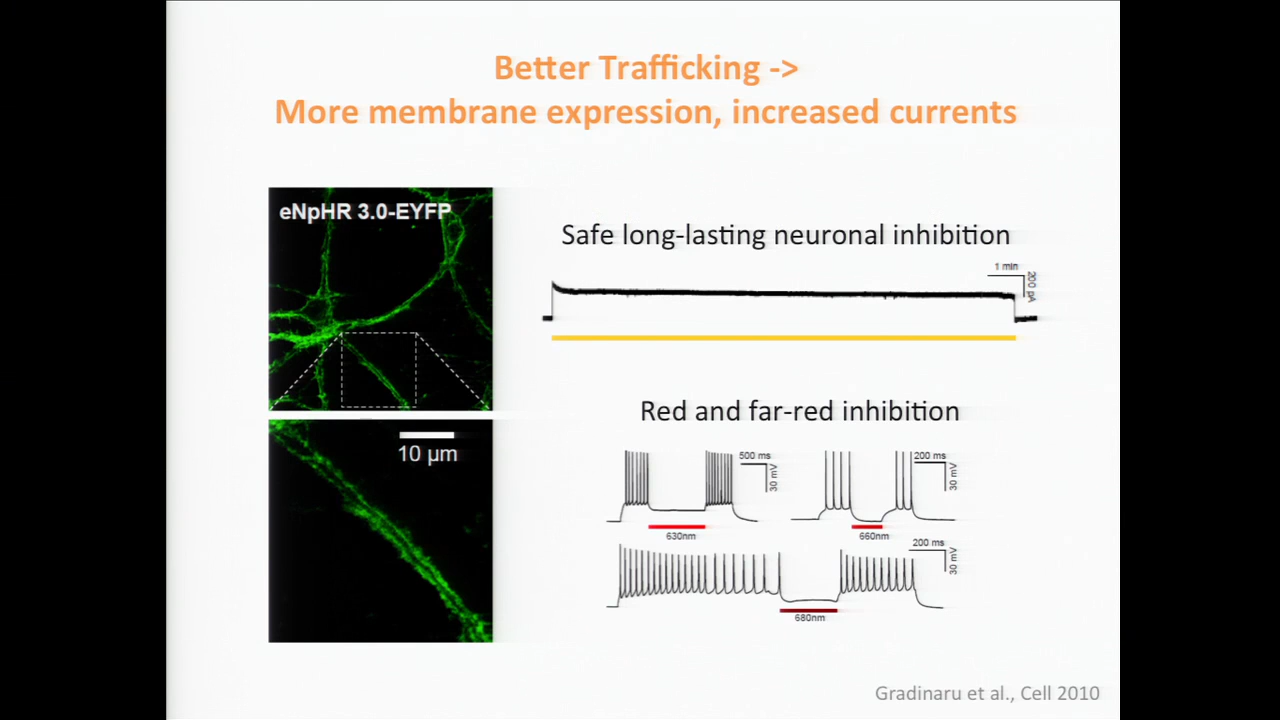 Better Trafficking ->
More membrane expression, increased currents
eNpHR 3.0-EYFP
10 µm
Safe long-lasting neuronal inhibition
1 min
200 pA
Red and far-red inhibition
500 ms
30 mV
630nm
200 ms
30 mV
660nm
200 ms
30 mV
680nm
Gradinaru et al., Cell 2010